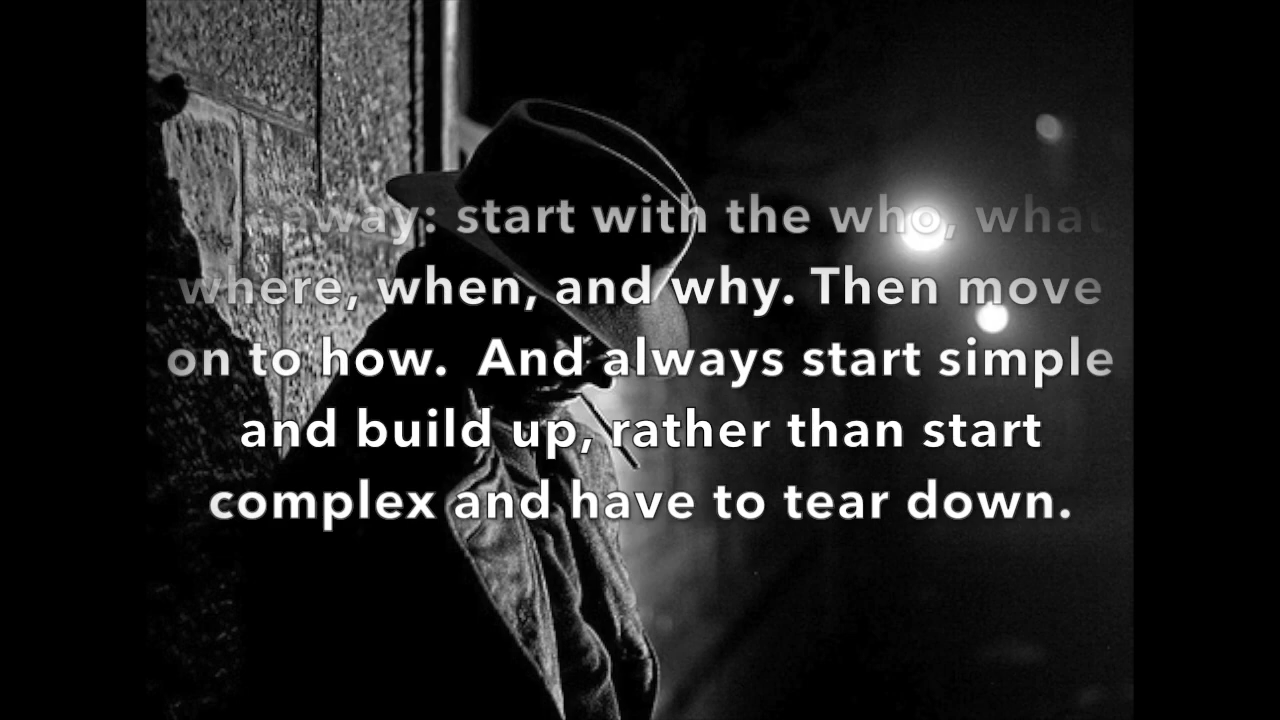 away: start with the who, what,
where, when, and why. Then move
on to how.  And always start simple
and build up, rather than start
complex and have to tear down.